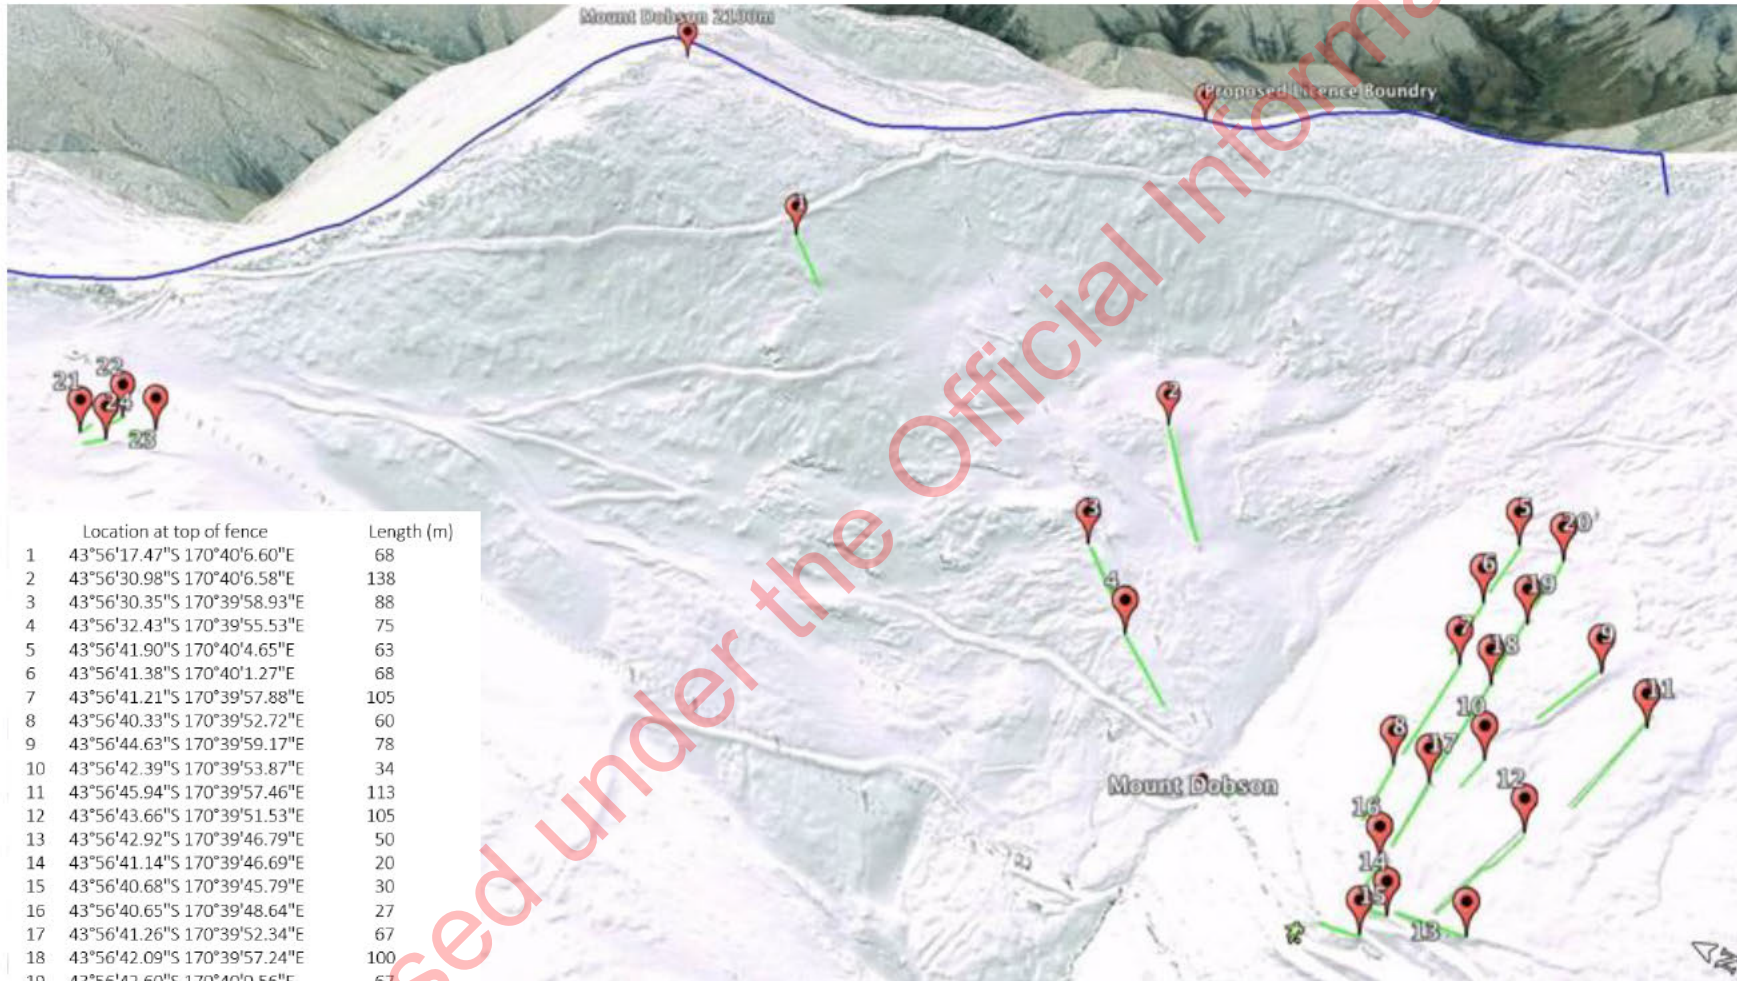 Mount Dobson 2100m
Proposed Licence Boundry
1
2
22
21
24
23
3
5
20
4
6
19
7
18
9
11
10
8
17
12
Mount Dobson
16
14
15
13
N
Location at top of fence Length (m)
1 43°56'17.47"S 170°40'6.60"E 68
2 43°56'30.98"S 170°40'6.58"E 138
3 43°56'30.35"S 170°39'58.93"E 88
4 43°56'32.43"S 170°39'55.53"E 75
5 43°56'41.90"S 170°40'4.65"E 63
6 43°56'41.38"S 170°40'1.27"E 68
7 43°56'41.21"S 170°39'57.88"E 105
8 43°56'40.33"S 170°39'52.72"E 60
9 43°56'44.63"S 170°39'59.17"E 78
10 43°56'42.39"S 170°39'53.87"E 34
11 43°56'45.94"S 170°39'57.46"E 113
12 43°56'43.66"S 170°39'51.53"E 105
13 43°56'42.92"S 170°39'46.79"E 50
14 43°56'41.14"S 170°39'46.69"E 20
15 43°56'40.68"S 170°39'45.79"E 30
16 43°56'40.65"S 170°39'48.64"E 27
17 43°56'41.26"S 170°39'52.34"E 67
18 43°56'42.09"S 170°39'57.24"E 100
sed under the Official Informa